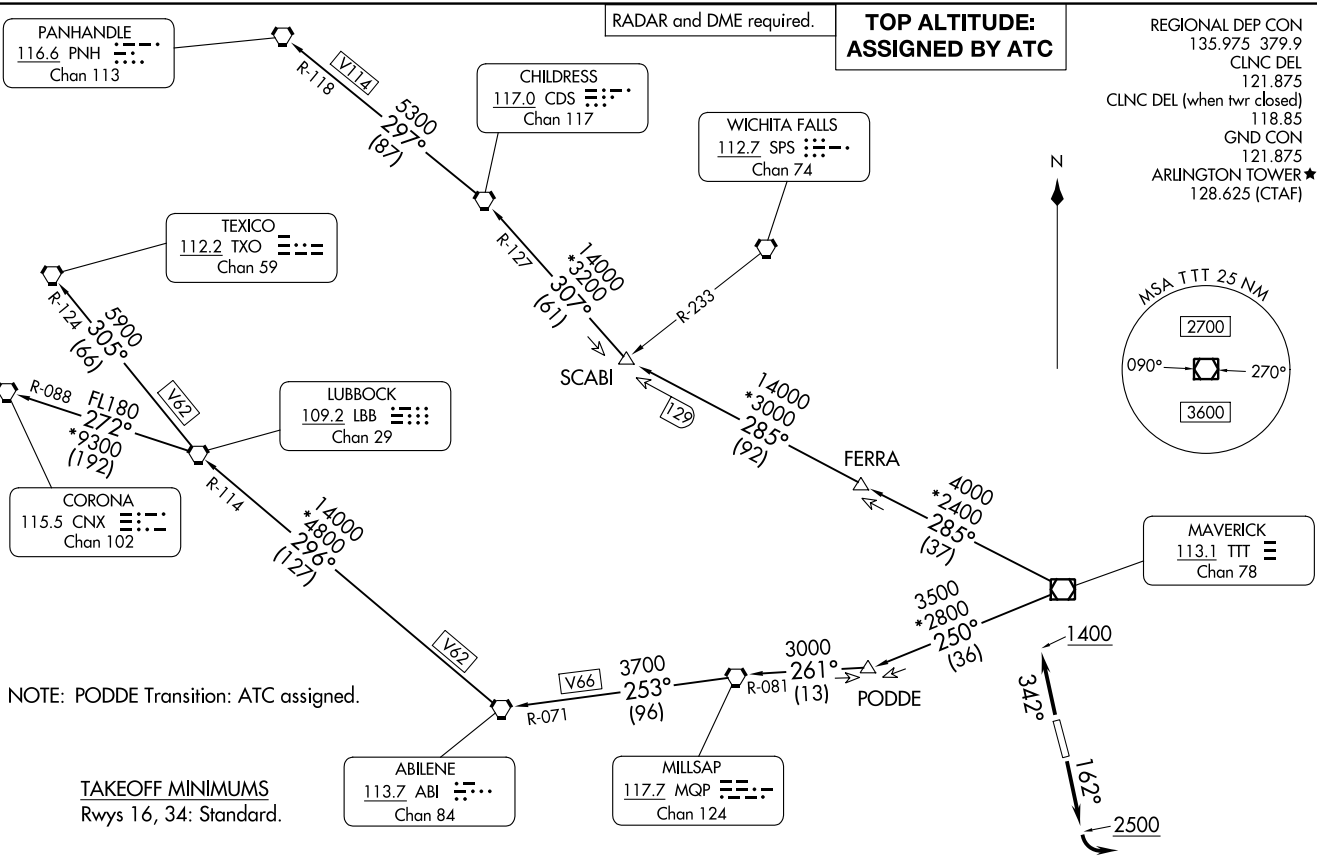 RADAR and DME required.
TOP ALTITUDE:
ASSIGNED BY ATC
REGIONAL DEP CON
135.975 379.9
CLNC DEL
121.875
CLNC DEL (when twr closed)
118.85
GND CON
121.875
ARLINGTON TOWER★
128.625 (CTAF)
PANHANDLE
116.6 PNH
Chan 113
R-118
V114
5300
297°
(87)
CHILDRESS
117.0 CDS
Chan 117
WICHITA FALLS
112.7 SPS
Chan 74
N
TEXICO
112.2 TXO
Chan 59
R-127
14000
*3200
307°
(61)
R-233
SCABI
129
MSA TTT 25 NM
2700
090°
270°
3600
R-124
5900
305°
(66)
V62
R-088
FL180
272°
*9300
(192)
LUBBOCK
109.2 LBB
Chan 29
14000
*3000
285°
(92)
FERRA
4000
*2400
285°
(37)
CORONA
115.5 CNX
Chan 102
R-114
14000
*4800
296°
(127)
V62
MAVERICK
113.1 TTT
Chan 78
3500
*2800
250°
(36)
PODDE
3000
261°
(13)
R-081
V66
3700
253°
(96)
R-071
1400
342°
162°
2500
NOTE: PODDE Transition: ATC assigned.
ABILENE
113.7 ABI
Chan 84
MILLSAP
117.7 MQP
Chan 124
TAKEOFF MINIMUMS
Rwys 16, 34: Standard.